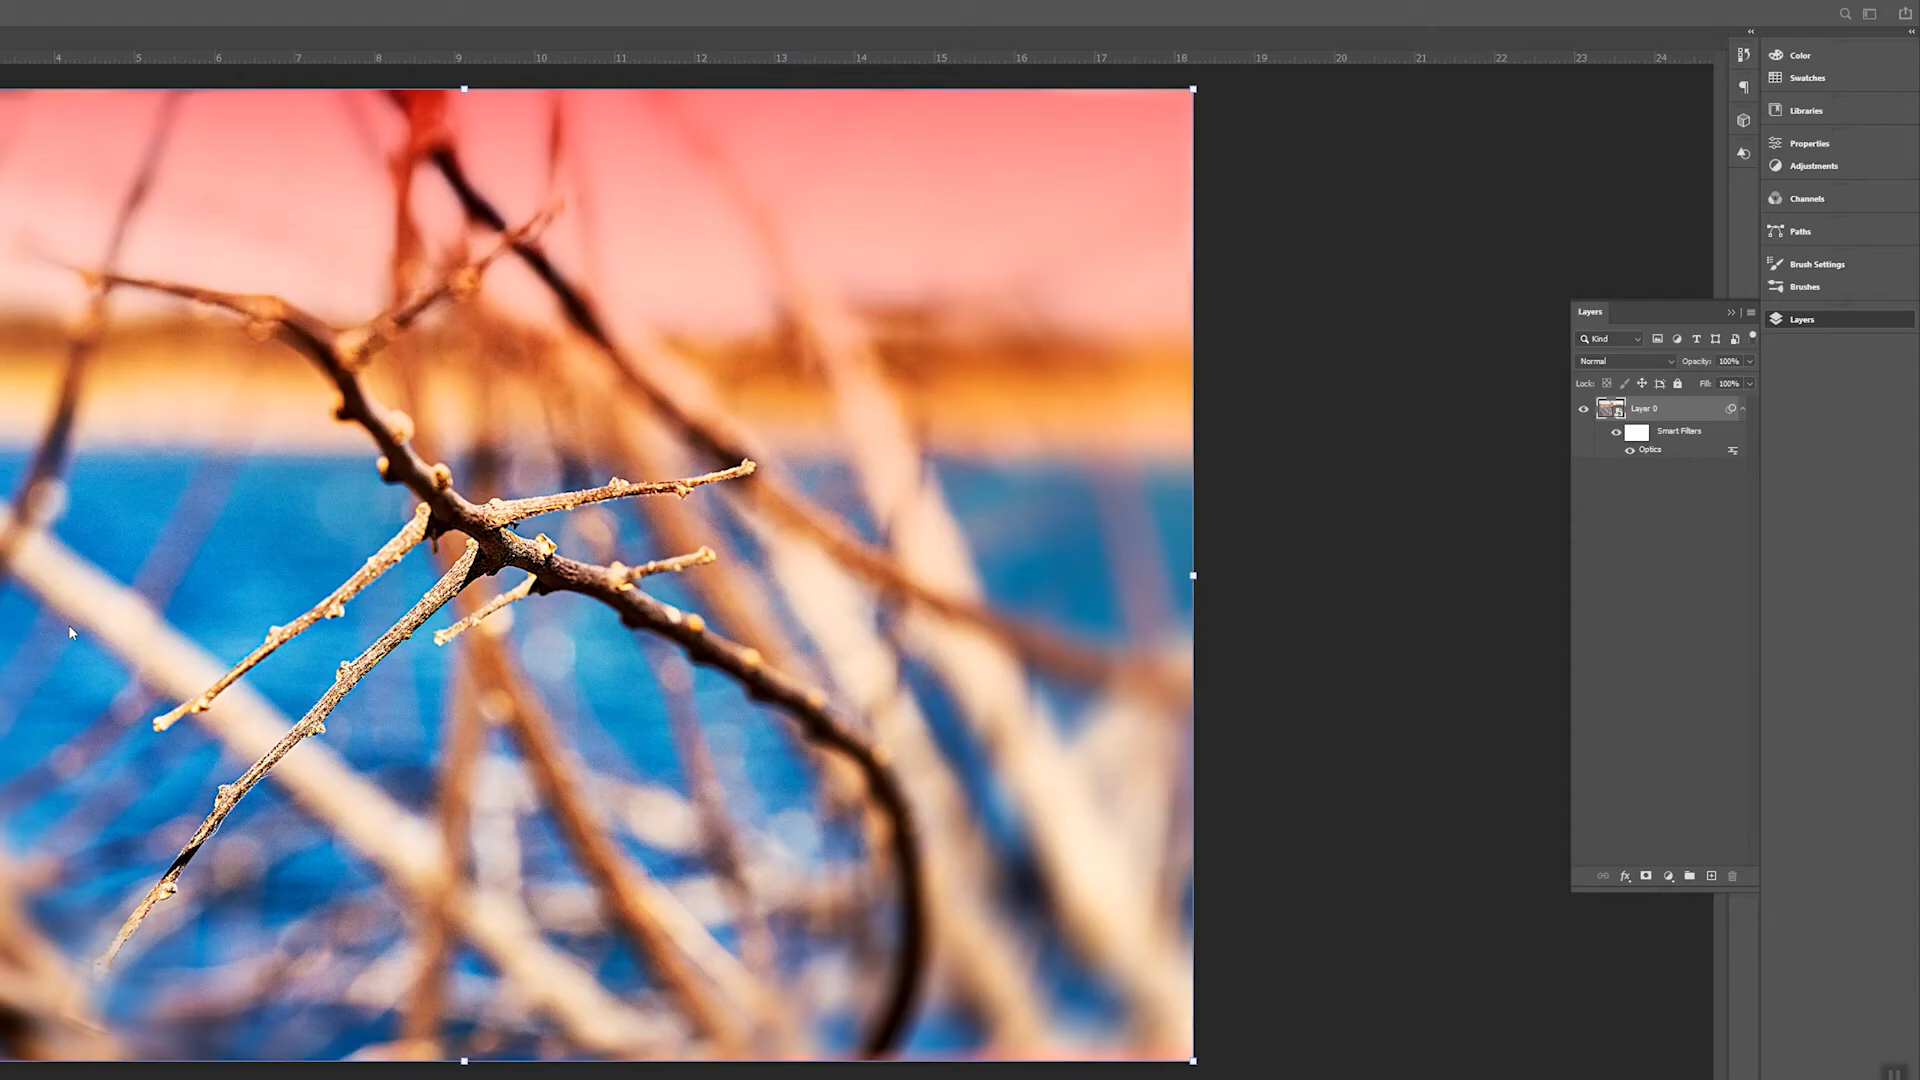 4 5 6 7 8 9 10 11 12 13 14 15 16 17 18 19 20 21 22 23 24
Color
Swatches
Libraries
Properties
Adjustments
Channels
Paths
Brush Settings
Brushes
Layers
Layers
Kind
Normal Opacity: 100%
Lock: Fill: 100%
Layer 0
Smart Filters
Optics
fx